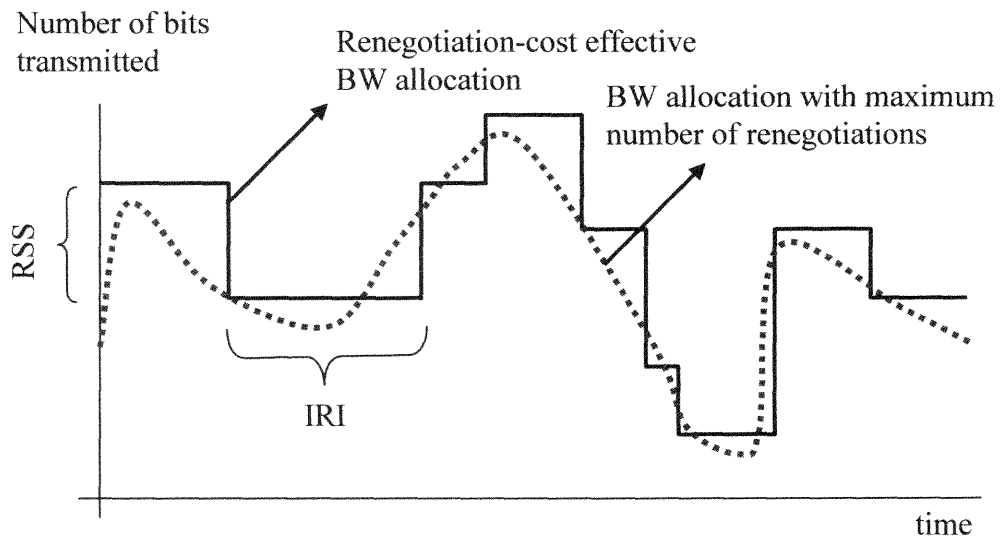 Number of bits
transmitted
Renegotiation-cost effective
BW allocation
BW allocation with maximum
number of renegotiations
RSS
IRI
time